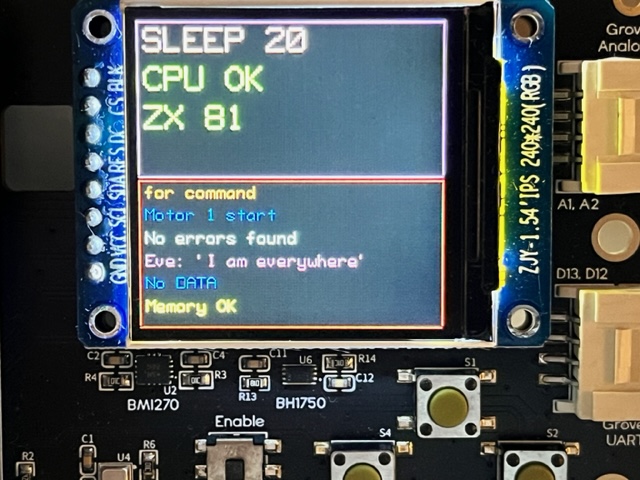 SLEEP 20
CPU OK
ZX 81
for command
Motor 1 start
No errors found
Eve: 'I am everywhere'
No DATA
Memory OK
GND VCC SCL SDA RES DC CS BLK
ZJY-1.54'IPS 240*240(RGB)
Grov
Analo
A1, A2
D13, D12
Grove
UART
C2
R4
U2
C4
R3
BMI270
C11
R13
U6
R14
C12
BH1750
S1
Enable
S4
S2
R2
C1
U4
R6